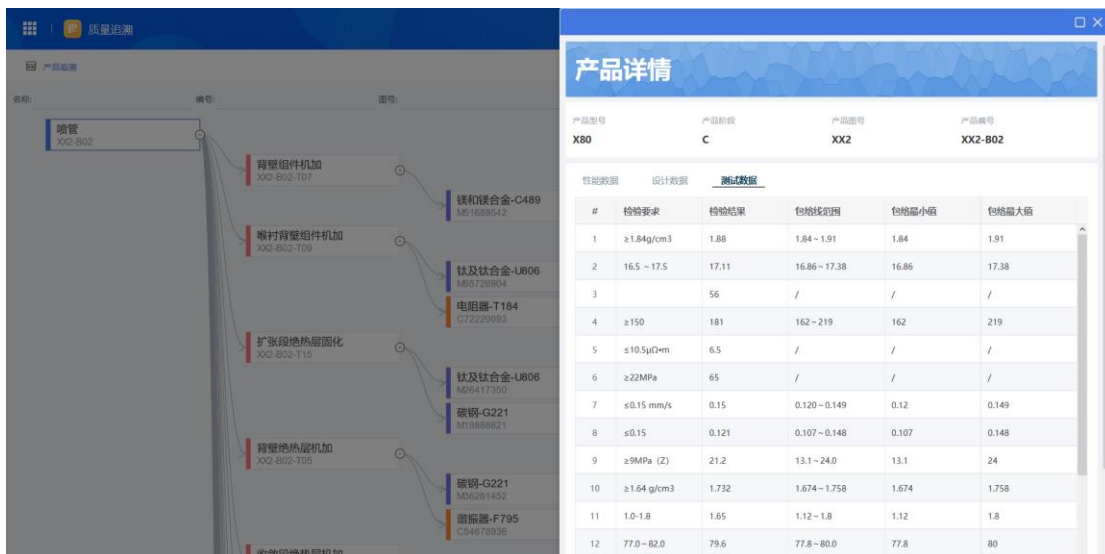 质量追溯
产品追溯
名称: 编号: 图号:
喷管
XX2-B02
背壁组件机加
XX2-B02-T07
镁和镁合金-C489
M51689542
喉衬背壁组件机加
XX2-B02-T09
钛及钛合金-U806
M95726904
电阻器-T184
C72220093
扩张段绝热层固化
XX2-B02-T15
钛及钛合金-U806
M26417350
碳钢-G221
M19888821
背壁绝热层机加
XX2-B02-T05
碳钢-G221
M36261452
谐振器-F795
C54678936
收敛段绝热层机加
产品详情
产品型号 产品阶段 产品图号 产品编号
X80 C XX2 XX2-B02
性能数据 设计数据 测试数据
# 检验要求 检验结果 包络线范围 包络最小值 包络最大值
1 ≥1.84g/cm3 1.88 1.84~1.91 1.84 1.91
2 16.5 ~17.5 17.11 16.86~17.38 16.86 17.38
3 56 / / /
4 ≥150 181 162~219 162 219
5 ≤10.5μΩ•m 6.5 / / /
6 ≥22MPa 65 / / /
7 ≤0.15 mm/s 0.15 0.120~0.149 0.12 0.149
8 ≤0.15 0.121 0.107~0.148 0.107 0.148
9 ≥9MPa (Z) 21.2 13.1~24.0 13.1 24
10 ≥1.64 g/cm3 1.732 1.674~1.758 1.674 1.758
11 1.0-1.8 1.65 1.12~1.8 1.12 1.8
12 77.0~82.0 79.6 77.8~80.0 77.8 80